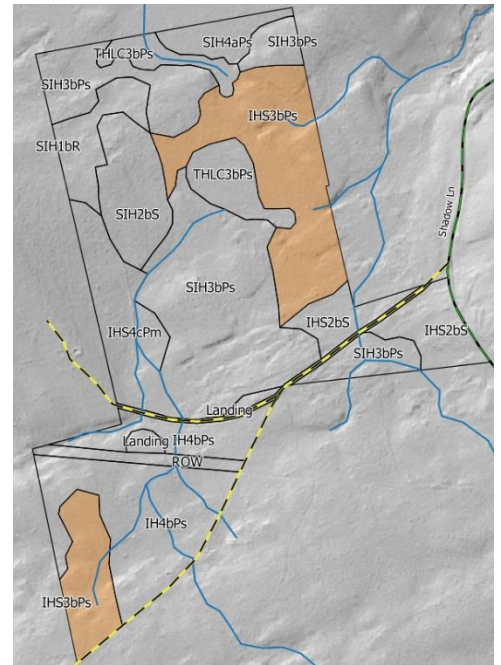 SIH4aPs
SIH3bPs
THLC3bPs
SIH3bPs
IHS3bPs
SIH1bR
THLC3bPs
SIH2bS
Shadow Ln
SIH3bPs
IHS4cPm
IHS2bS
IHS2bS
SIH3bPs
Landing
Landing
IH4bPs
ROW
IH4bPs
IHS3bPs